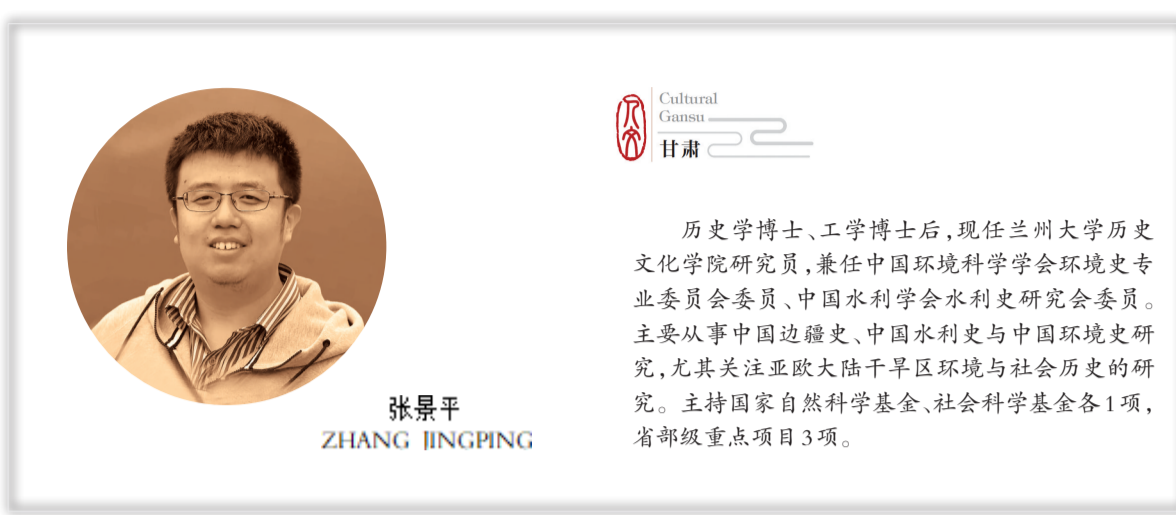 张景平
ZHANG JINGPING
人文
Cultural
Gansu
甘肃
历史学博士、工学博士后,现任兰州大学历史
文化学院研究员,兼任中国环境科学学会环境史专
业委员会委员、中国水利学会水利史研究会委员。
主要从事中国边疆史、中国水利史与中国环境史研
究,尤其关注亚欧大陆干旱区环境与社会历史的研
究。主持国家自然科学基金、社会科学基金各1项,
省部级重点项目3项。